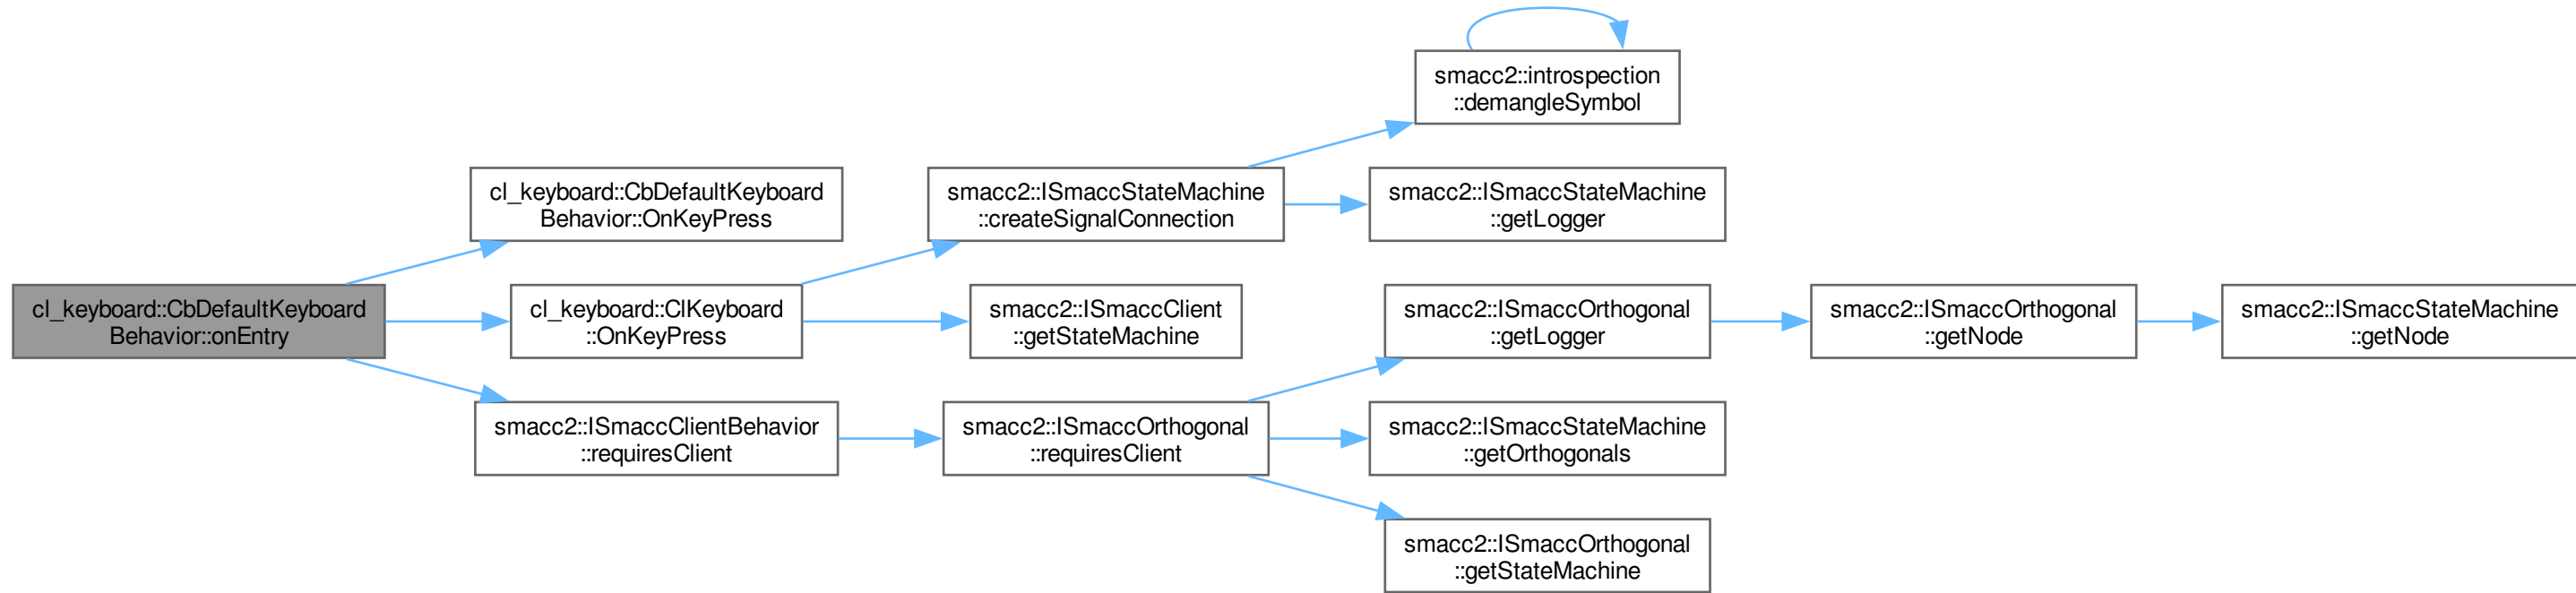 smacc2::introspection
::demangleSymbol
cl_keyboard::CbDefaultKeyboard
Behavior::OnKeyPress
smacc2::ISmaccStateMachine
::createSignalConnection
smacc2::ISmaccStateMachine
::getLogger
cl_keyboard::CbDefaultKeyboard
Behavior::onEntry
cl_keyboard::ClKeyboard
::OnKeyPress
smacc2::ISmaccClient
::getStateMachine
smacc2::ISmaccOrthogonal
::getLogger
smacc2::ISmaccOrthogonal
::getNode
smacc2::ISmaccStateMachine
::getNode
smacc2::ISmaccClientBehavior
::requiresClient
smacc2::ISmaccOrthogonal
::requiresClient
smacc2::ISmaccStateMachine
::getOrthogonals
smacc2::ISmaccOrthogonal
::getStateMachine